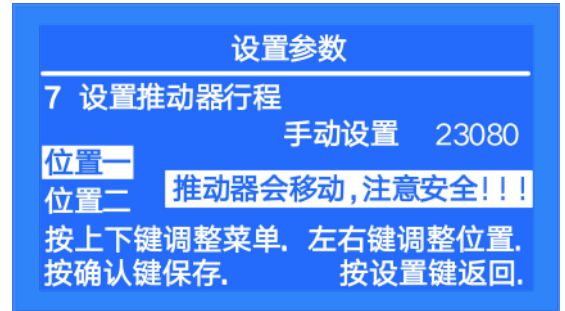 设置参数
7 设置推动器行程
手动设置 23080
位置一
位置二 推动器会移动,注意安全!!!
按上下键调整菜单. 左右键调整位置.
按确认键保存. 按设置键返回.